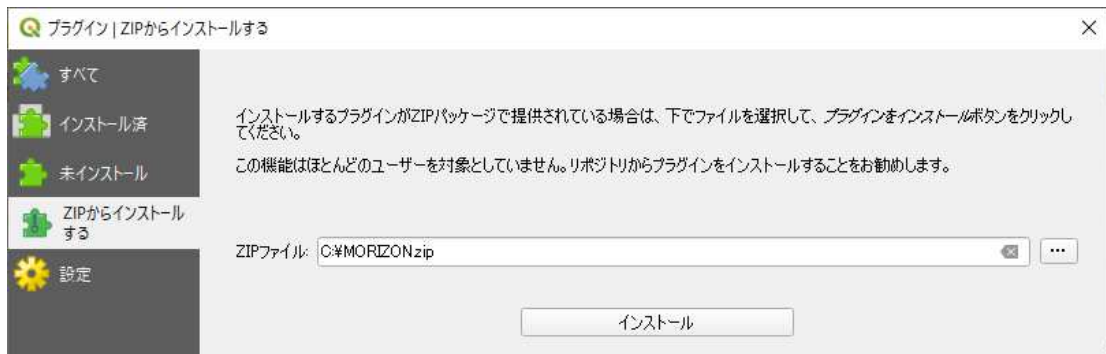 プラグイン | ZIPからインストールする
すべて
インストール済
未インストール
ZIPからインストール
する
設定
インストールするプラグインがZIPパッケージで提供されている場合は、下でファイルを選択して、プラグインをインストールボタンをクリックし
てください。
この機能はほとんどのユーザーを対象としていません。リポジトリからプラグインをインストールすることをお勧めします。
ZIPファイル: C:¥MORIZON.zip
...
インストール